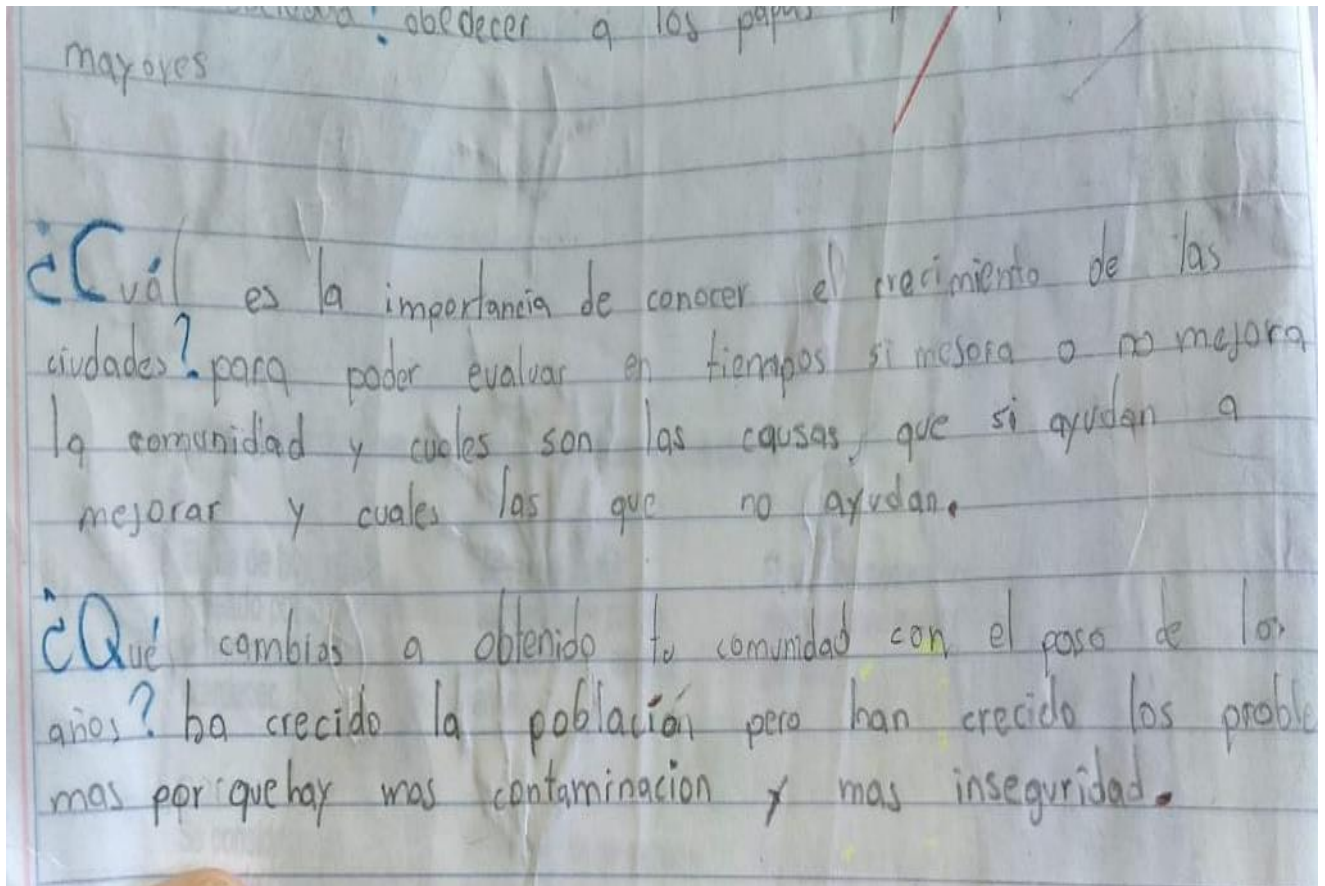 obedecer a los papas
mayores
¿Cuál es la importancia de conocer el crecimiento de las
ciudades? para poder evaluar en tiempos si mejora o no mejora
la comunidad y cuales son las causas, que si ayudan a
mejorar y cuales las que no ayudan.
¿Qué cambios a obtenido tu comunidad con el paso de los
años? ha crecido la población pero han crecido los proble
mas por que hay mas contaminacion y mas inseguridad.